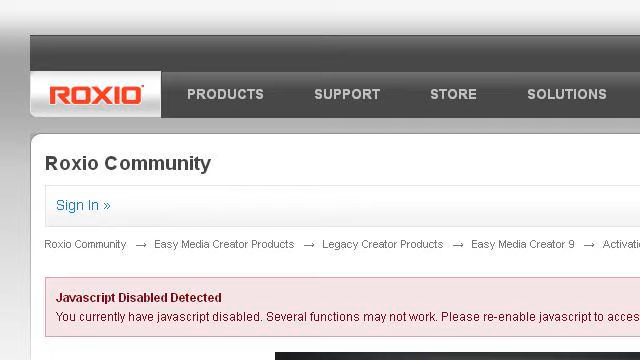 ROXIO PRODUCTS SUPPORT STORE SOLUTIONS
Roxio Community
Sign In »
Roxio Community → Easy Media Creator Products → Legacy Creator Products → Easy Media Creator 9 →
Javascript Disabled Detected
You currently have javascript disabled. Several functions may not work. Please re-enable javascript to